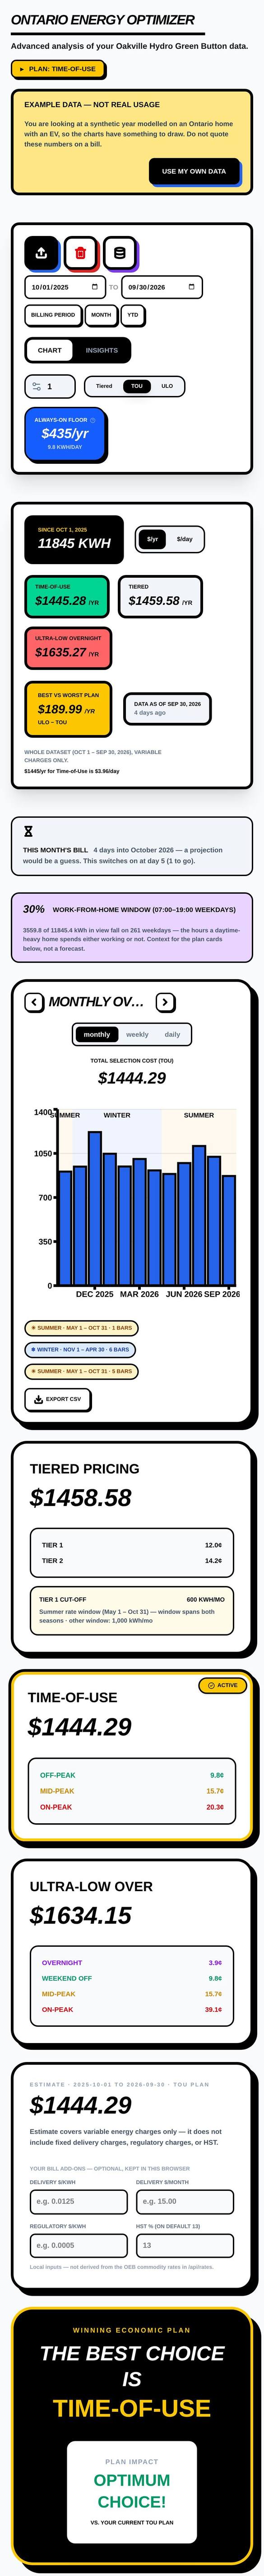 ONTARIO ENERGY OPTIMIZER
Advanced analysis of your Oakville Hydro Green Button data.
► PLAN: TIME-OF-USE
EXAMPLE DATA — NOT REAL USAGE
You are looking at a synthetic year modelled on an Ontario home
with an EV, so the charts have something to draw. Do not quote
these numbers on a bill.
USE MY OWN DATA
10/01/2025 TO 09/30/2026
BILLING PERIOD MONTH YTD
CHART INSIGHTS
1 Tiered TOU ULO
ALWAYS-ON FLOOR
$435/yr
9.8 KWH/DAY
SINCE OCT 1, 2025
11845 KWH
$/yr $/day
TIME-OF-USE
$1445.28 /YR
TIERED
$1459.58 /YR
ULTRA-LOW OVERNIGHT
$1635.27 /YR
BEST VS WORST PLAN
$189.99 /YR
ULO − TOU
DATA AS OF SEP 30, 2026
4 days ago
WHOLE DATASET (OCT 1 – SEP 30, 2026), VARIABLE
CHARGES ONLY.
$1445/yr for Time-of-Use is $3.96/day
THIS MONTH'S BILL 4 days into October 2026 — a projection
would be a guess. This switches on at day 5 (1 to go).
30% WORK-FROM-HOME WINDOW (07:00–19:00 WEEKDAYS)
3559.8 of 11845.4 kWh in view fall on 261 weekdays — the hours a daytime-
heavy home spends either working or not. Context for the plan cards
below, not a forecast.
MONTHLY OV…
monthly weekly daily
TOTAL SELECTION COST (TOU)
$1444.29
SUMMER WINTER SUMMER
1400
1050
700
350
0
DEC 2025 MAR 2026 JUN 2026 SEP 2026
☀ SUMMER · MAY 1 – OCT 31 · 1 BARS
❄ WINTER · NOV 1 – APR 30 · 6 BARS
☀ SUMMER · MAY 1 – OCT 31 · 5 BARS
EXPORT CSV
TIERED PRICING
$1458.58
TIER 1 12.0¢
TIER 2 14.2¢
TIER 1 CUT-OFF 600 KWH/MO
Summer rate window (May 1 – Oct 31) — window spans both
seasons · other window: 1,000 kWh/mo
ACTIVE
TIME-OF-USE
$1444.29
OFF-PEAK 9.8¢
MID-PEAK 15.7¢
ON-PEAK 20.3¢
ULTRA-LOW OVER
$1634.15
OVERNIGHT 3.9¢
WEEKEND OFF 9.8¢
MID-PEAK 15.7¢
ON-PEAK 39.1¢
ESTIMATE · 2025-10-01 TO 2026-09-30 · TOU PLAN
$1444.29
Estimate covers variable energy charges only — it does not
include fixed delivery charges, regulatory charges, or HST.
YOUR BILL ADD-ONS — OPTIONAL, KEPT IN THIS BROWSER
DELIVERY $/KWH DELIVERY $/MONTH
e.g. 0.0125 e.g. 15.00
REGULATORY $/KWH HST % (ON DEFAULT 13)
e.g. 0.0005 13
Local inputs — not derived from the OEB commodity rates in /api/rates.
WINNING ECONOMIC PLAN
THE BEST CHOICE
IS
TIME-OF-USE
PLAN IMPACT
OPTIMUM
CHOICE!
VS. YOUR CURRENT TOU PLAN